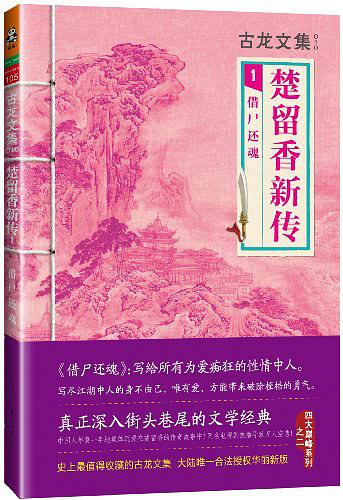 古龙文集010
楚留香新传
1
借尸还魂
105
古龙文集
010
楚留香新传1
借尸还魂
《借尸还魂》:写给所有为爱痴狂的性情中人。
写尽江湖中人的身不由己,唯有爱,方能带来破除桎梏的勇气。
真正深入街头巷尾的文学经典
四大巅峰系列
之二
史上最值得收藏的古龙文集 大陆唯一合法授权华丽新版